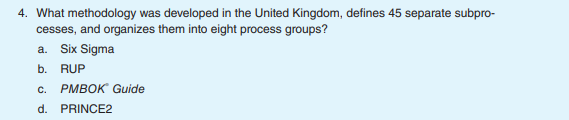 4. What methodology was developed in the United Kingdom, defines 45 separate subpro-
cesses, and organizes them into eight process groups?
a. Six Sigma
b. RUP
c. PMBOK® Guide
d. PRINCE2